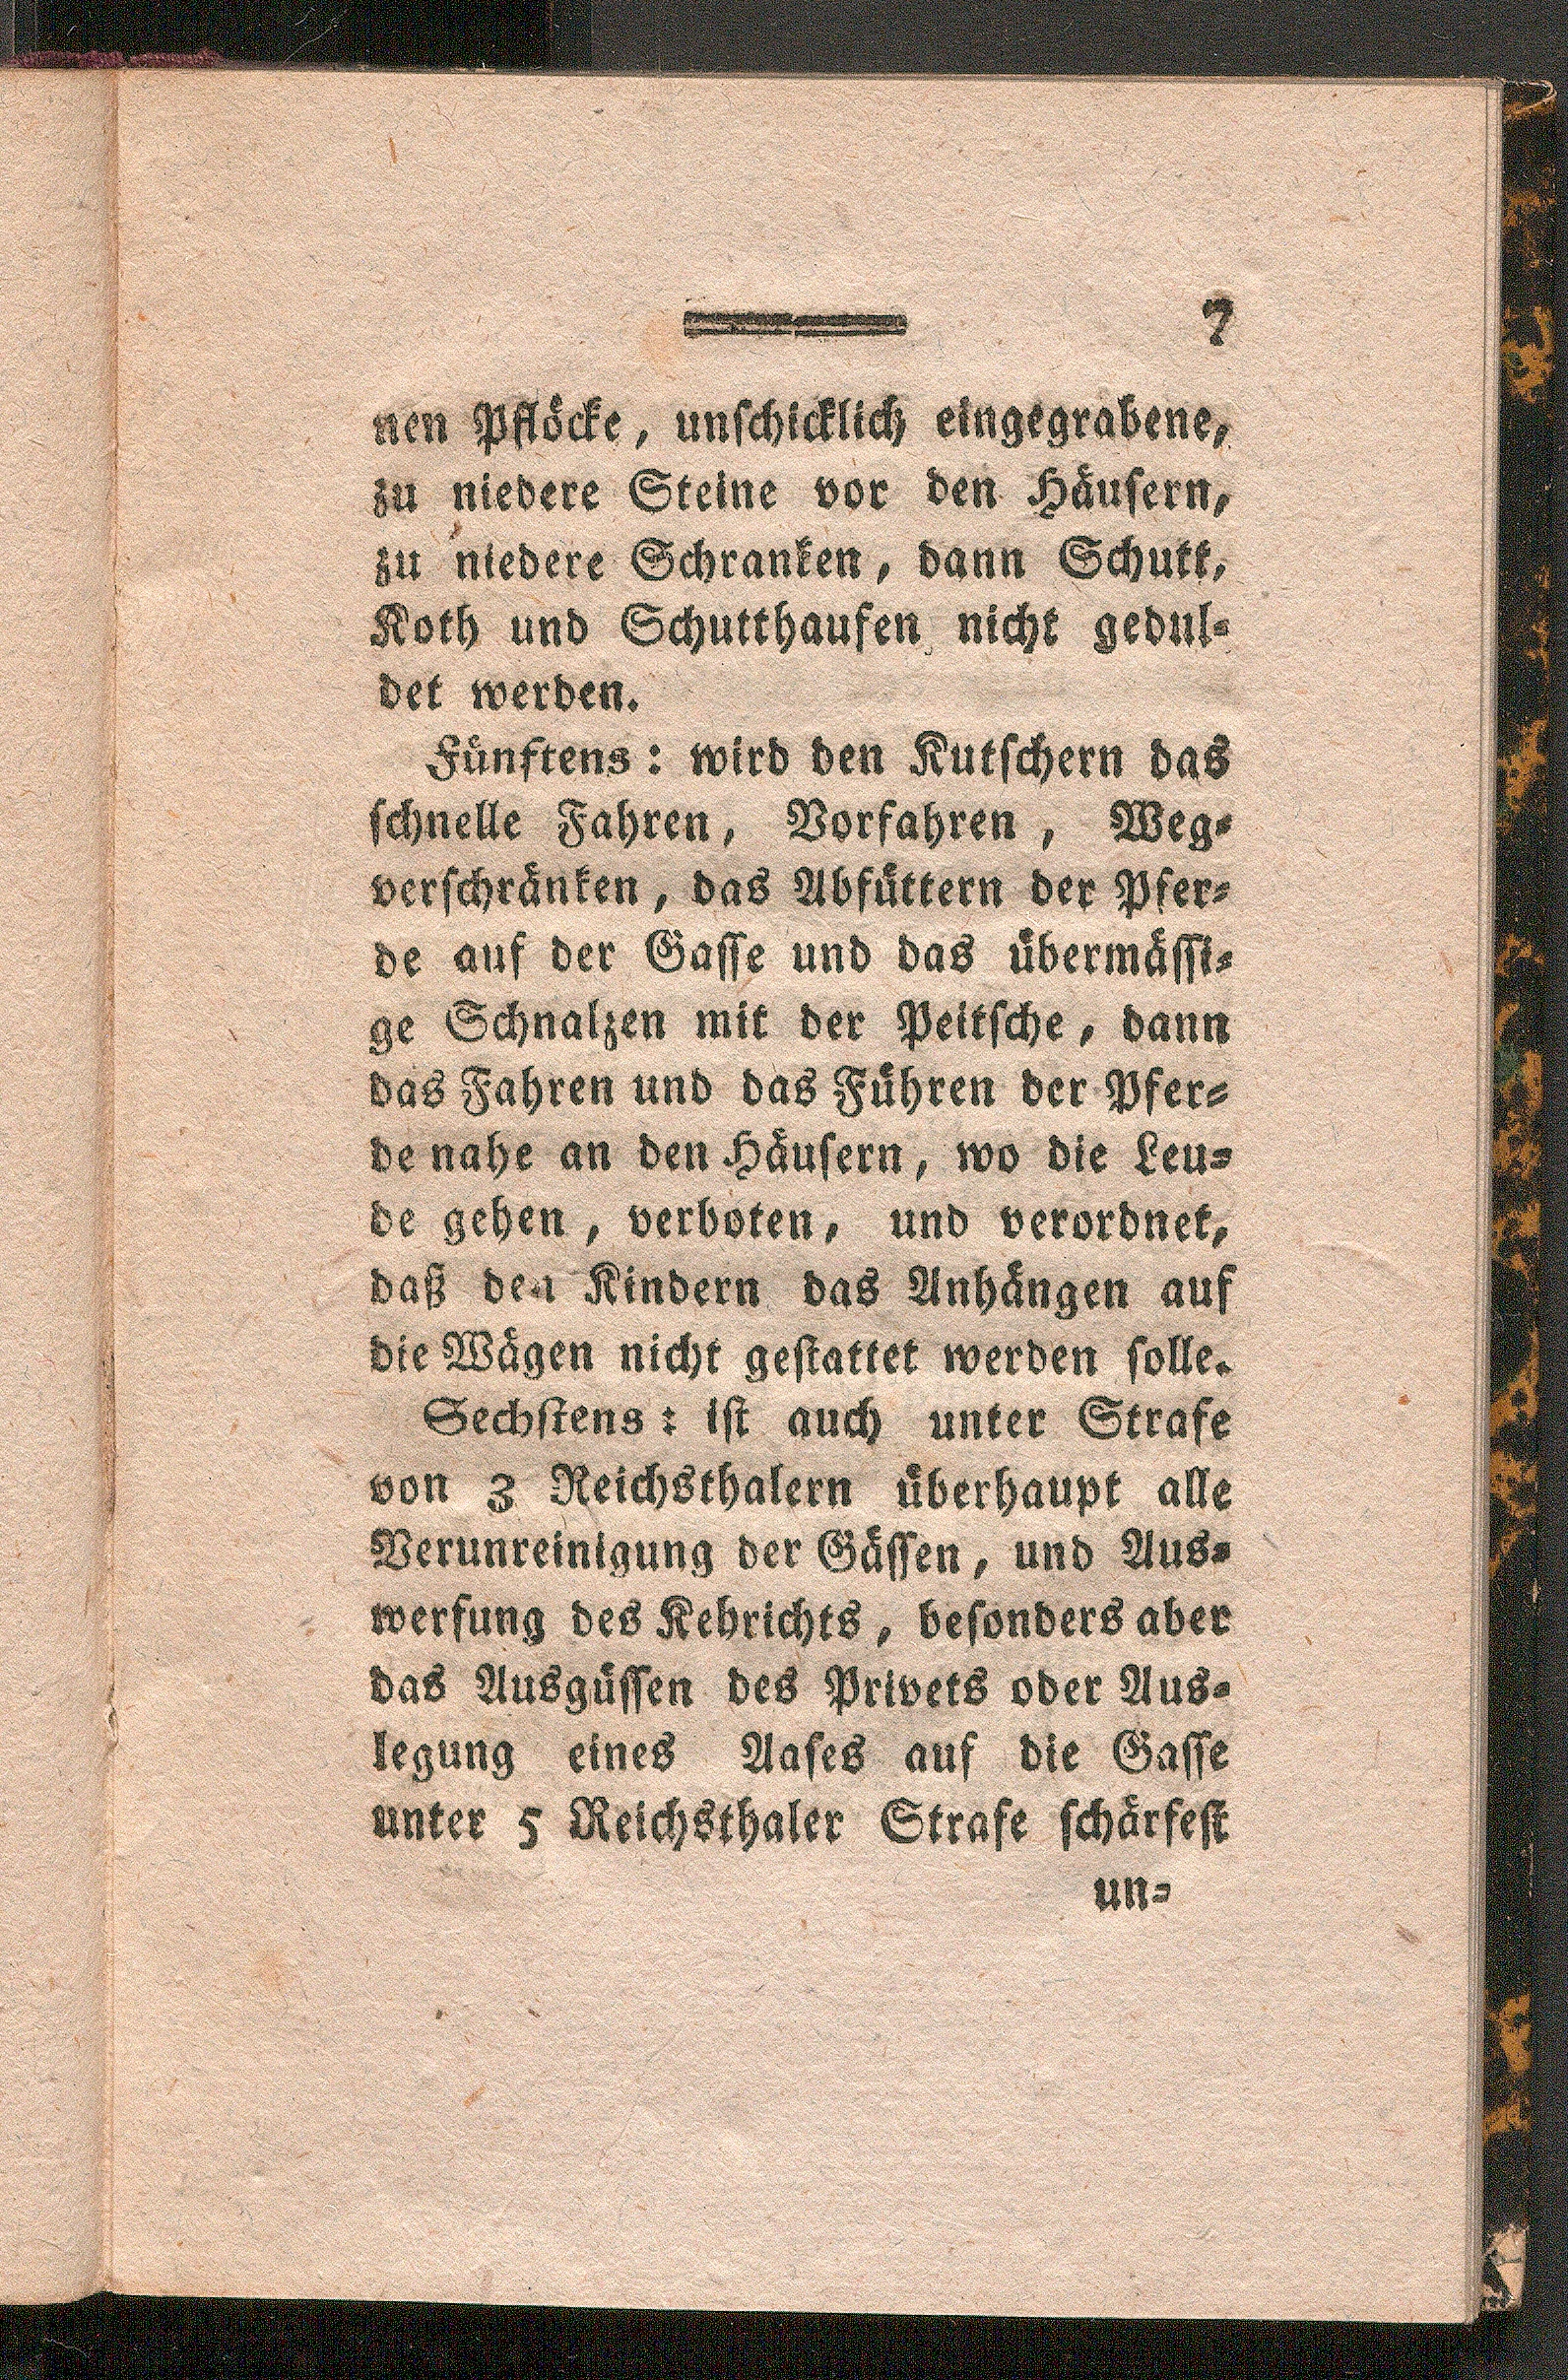 7
nen Pflöcke, unschicklich eingegrabene,
zu niedere Steine vor den Häusern,
zu niedere Schranken, dann Schutt,
Koth und Schutthaufen nicht gedul-
det werden.
Fünftens: wird den Kutschern das
schnelle Fahren, Vorfahren, Weg-
verschränken, das Abfüttern der Pfer-
de auf der Gasse und das übermässi-
ge Schnalzen mit der Peitsche, dann
das Fahren und das Führen der Pfer-
de nahe an den Häusern, wo die Leu-
de gehen, verboten, und verordnet,
daß den Kindern das Anhängen auf
die Wägen nicht gestattet werden solle.
Sechstens: ist auch unter Strafe
von 3 Reichsthalern überhaupt alle
Verunreinigung der Gässen, und Aus-
werfung des Kehrichts, besonders aber
das Ausgüssen des Privets oder Aus-
legung eines Aases auf die Gasse
unter 5 Reichsthaler Strafe schärfest
un-